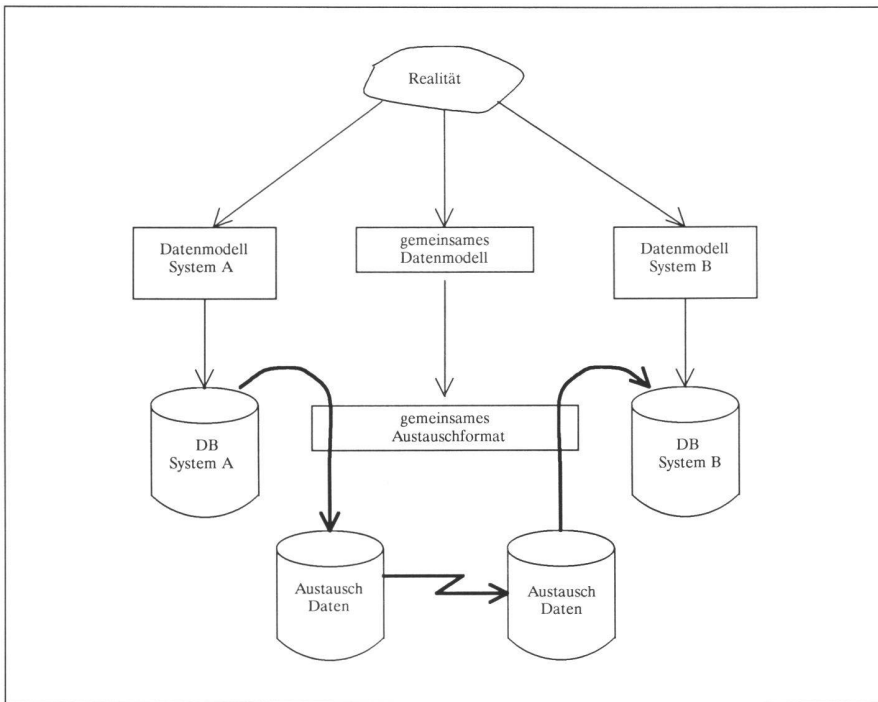 Realität
Datenmodell
System A
gemeinsames
Datenmodell
Datenmodell
System B
gemeinsames
Austauschformat
DB
System A
DB
System B
Austausch
Daten
Austausch
Daten